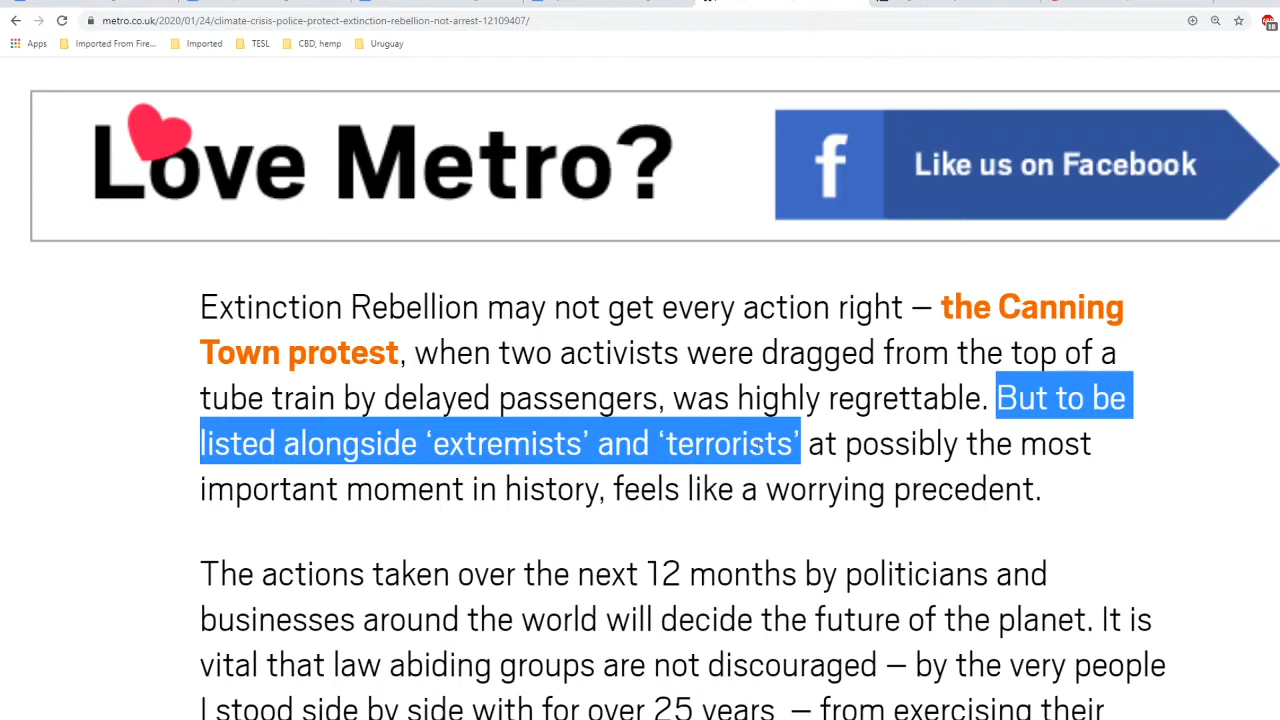 metro.co.uk/2020/01/24/climate-crisis-police-protect-extinction-rebellion-not-arrest-12109407/
Apps Imported From Fire... Imported TESL CBD, hemp Uruguay
Love Metro? f Like us on Facebook
Extinction Rebellion may not get every action right – the Canning
Town protest, when two activists were dragged from the top of a
tube train by delayed passengers, was highly regrettable. But to be
listed alongside ‘extremists’ and ‘terrorists’ at possibly the most
important moment in history, feels like a worrying precedent.
The actions taken over the next 12 months by politicians and
businesses around the world will decide the future of the planet. It is
vital that law abiding groups are not discouraged – by the very people
I stood side by side with for over 25 years – from exercising their